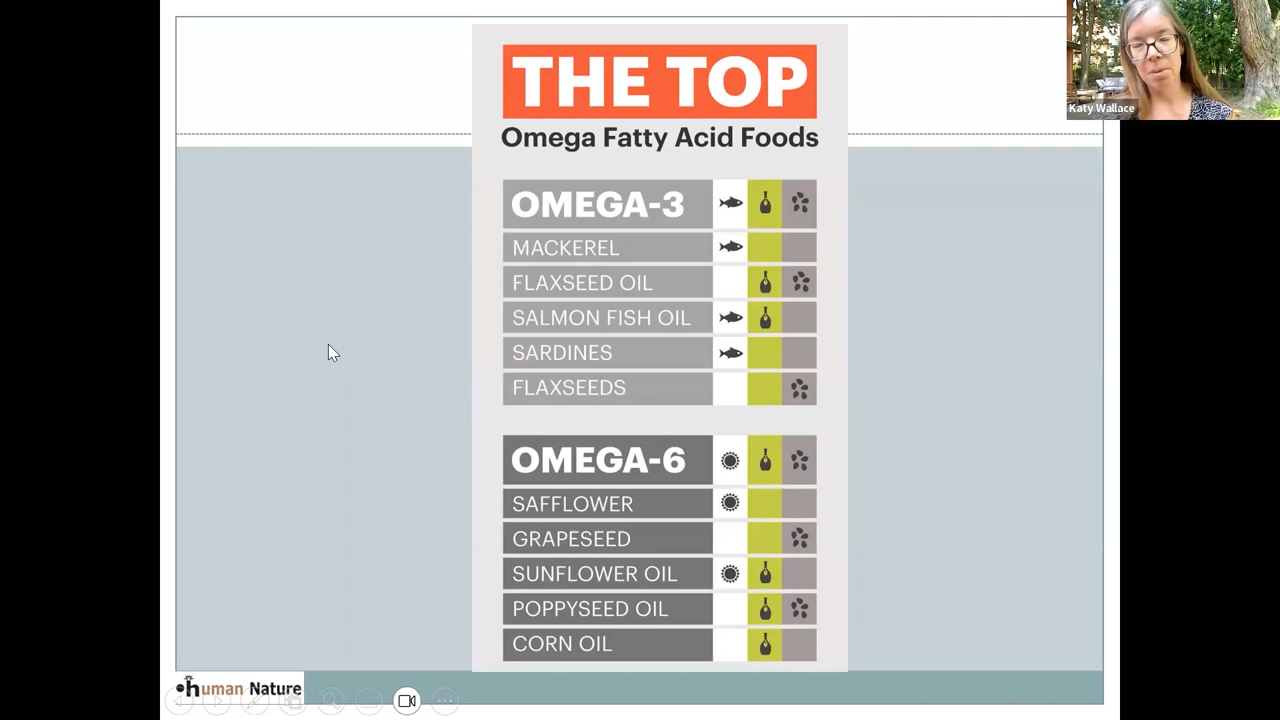 THE TOP
Omega Fatty Acid Foods
OMEGA-3
MACKEREL
FLAXSEED OIL
SALMON FISH OIL
SARDINES
FLAXSEEDS
OMEGA-6
SAFFLOWER
GRAPESEED
SUNFLOWER OIL
POPPYSEED OIL
CORN OIL
human Nature
Katy Wallace